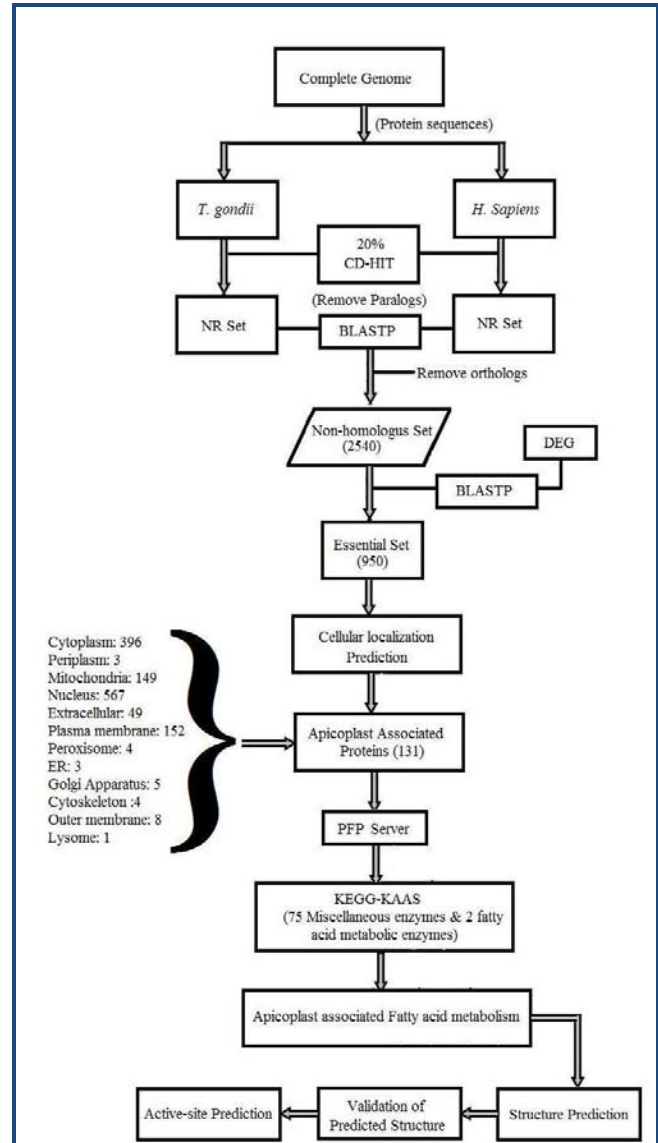 Complete Genome
(Protein sequences)
T. gondii
H. Sapiens
20%
CD-HIT
(Remove Paralogs)
NR Set
BLASTP
NR Set
Remove orthologs
Non-homologus Set
(2540)
DEG
BLASTP
Essential Set
(950)
Cellular localization
Prediction
Cytoplasm: 396
Periplasm: 3
Mitochondria: 149
Nucleus: 567
Extracellular: 49
Plasma membrane: 152
Peroxisome: 4
ER: 3
Golgi Apparatus: 5
Cytoskeleton :4
Outer membrane: 8
Lysome: 1
Apicoplast Associated
Proteins (131)
PFP Server
KEGG-KAAS
(75 Miscellaneous enzymes & 2 fatty
acid metabolic enzymes)
Apicoplast associated Fatty acid metabolism
Active-site Prediction
Validation of
Predicted Structure
Structure Prediction